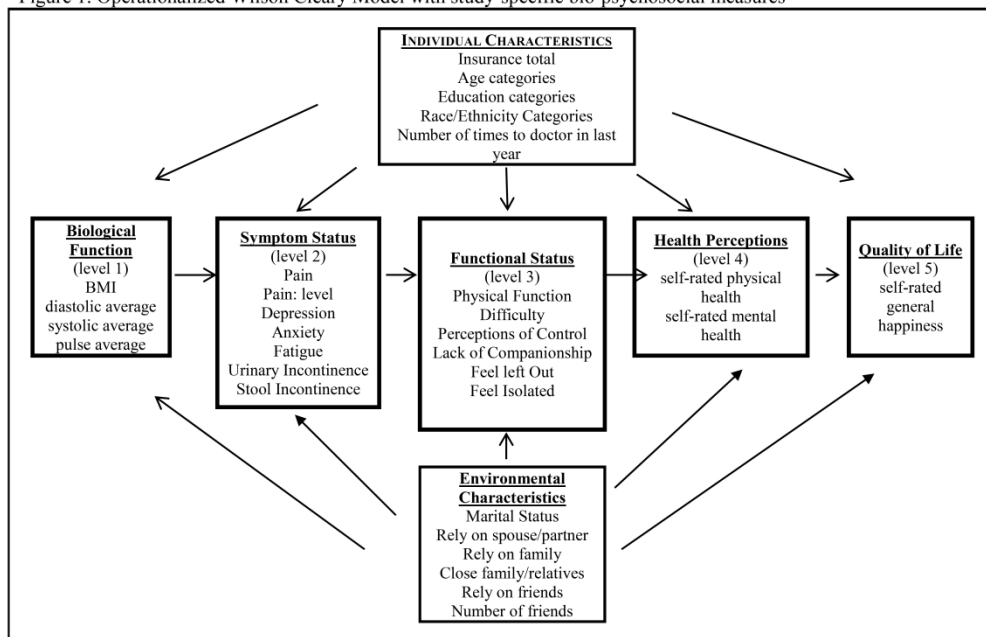 Figure 1. Operationalized Wilson Cleary Model with study-specific bio-psychosocial measures
INDIVIDUAL CHARACTERISTICS
Insurance total
Age categories
Education categories
Race/Ethnicity Categories
Number of times to doctor in last
year
Biological
Function
(level 1)
BMI
diastolic average
systolic average
pulse average
Symptom Status
(level 2)
Pain
Pain: level
Depression
Anxiety
Fatigue
Urinary Incontinence
Stool Incontinence
Functional Status
(level 3)
Physical Function
Difficulty
Perceptions of Control
Lack of Companionship
Feel left Out
Feel Isolated
Health Perceptions
(level 4)
self-rated physical
health
self-rated mental
health
Quality of Life
(level 5)
self-rated
general
happiness
Environmental
Characteristics
Marital Status
Rely on spouse/partner
Rely on family
Close family/relatives
Rely on friends
Number of friends